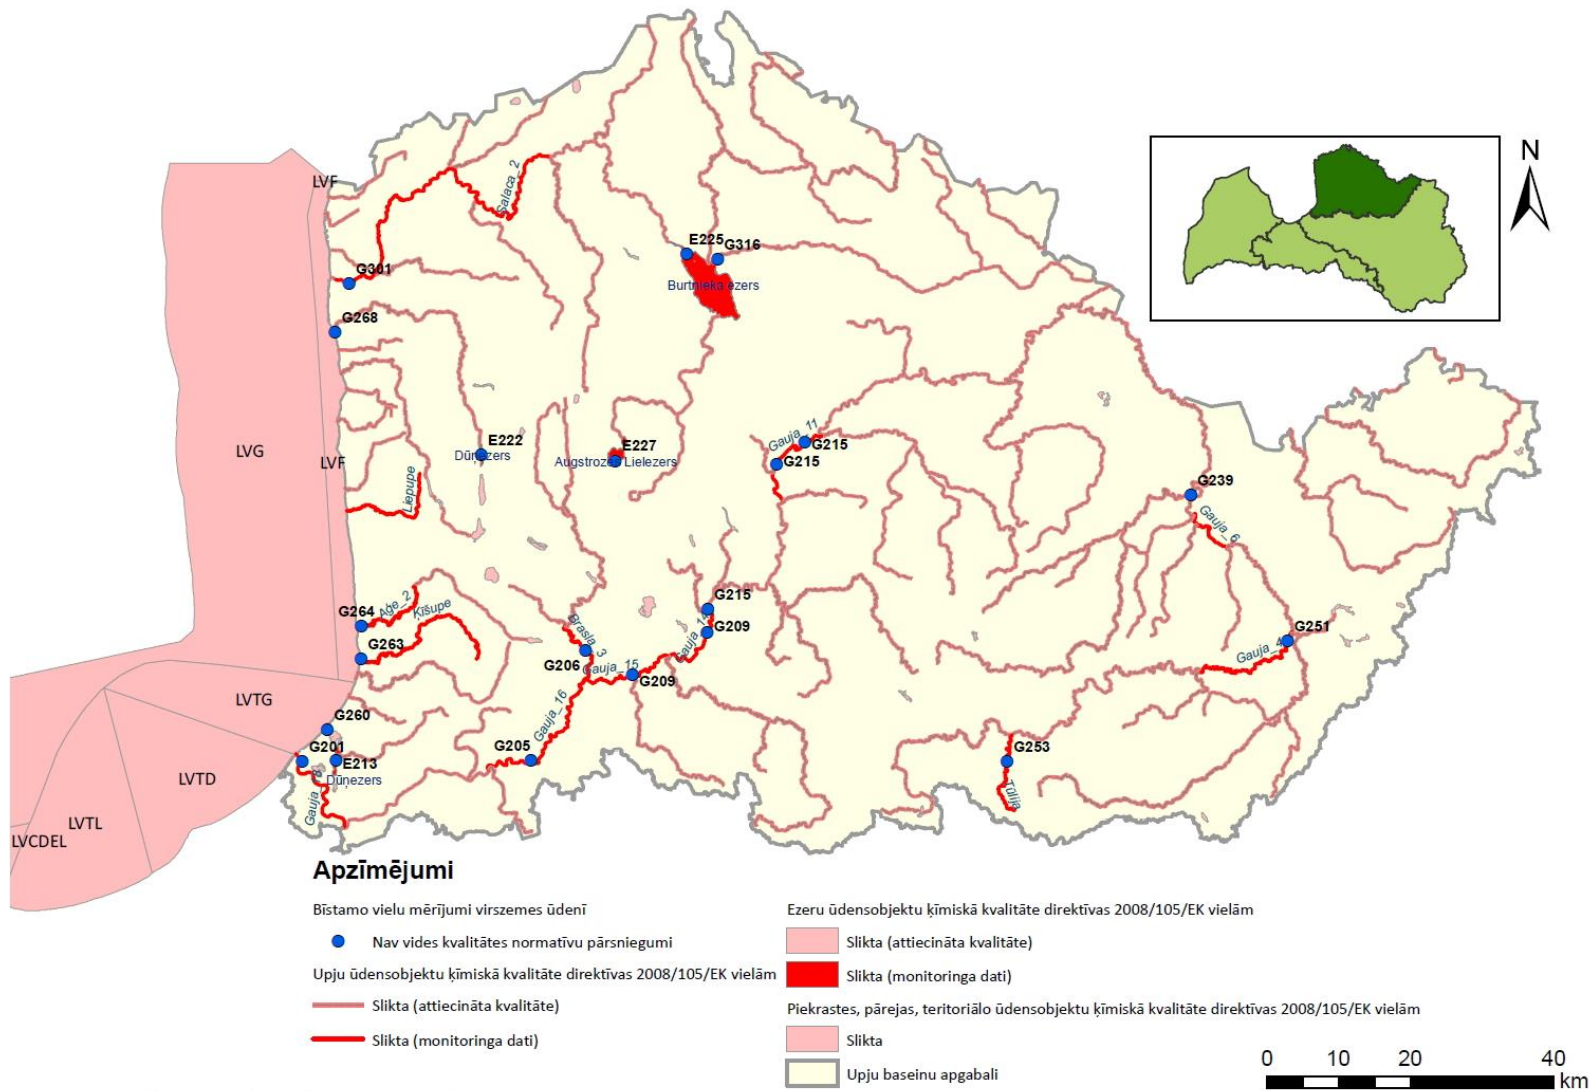 N
LVF
Salaca_2
E225
G316
G301
Burtnieka ezers
G268
Gauja_11
E222
E227
G215
LVG
LVF
Dūņezers
Augstrozes Lielezers
G215
G239
Liepupe
Gauja_6
Aģe_2
Ķīšupe
G264
G215
G251
Brasla_3
G209
Gauja_14
Gauja_4
G263
G206
Gauja_15
G209
LVTG
Gauja_16
G260
G201
G205
G253
E213
LVTD
Dūņezers
Gauja_18
Tūlija
LVTL
LVCDEL
Apzīmējumi
Bīstamo vielu mērījumi virszemes ūdenī
Nav vides kvalitātes normatīvu pārsniegumi
Upju ūdensobjektu ķīmiskā kvalitāte direktīvas 2008/105/EK vielām
Slikta (attiecināta kvalitāte)
Slikta (monitoringa dati)
Ezeru ūdensobjektu ķīmiskā kvalitāte direktīvas 2008/105/EK vielām
Slikta (attiecināta kvalitāte)
Slikta (monitoringa dati)
Piekrastes, pārejas, teritoriālo ūdensobjektu ķīmiskā kvalitāte direktīvas 2008/105/EK vielām
Slikta
Upju baseinu apgabali
0 10 20 40
km